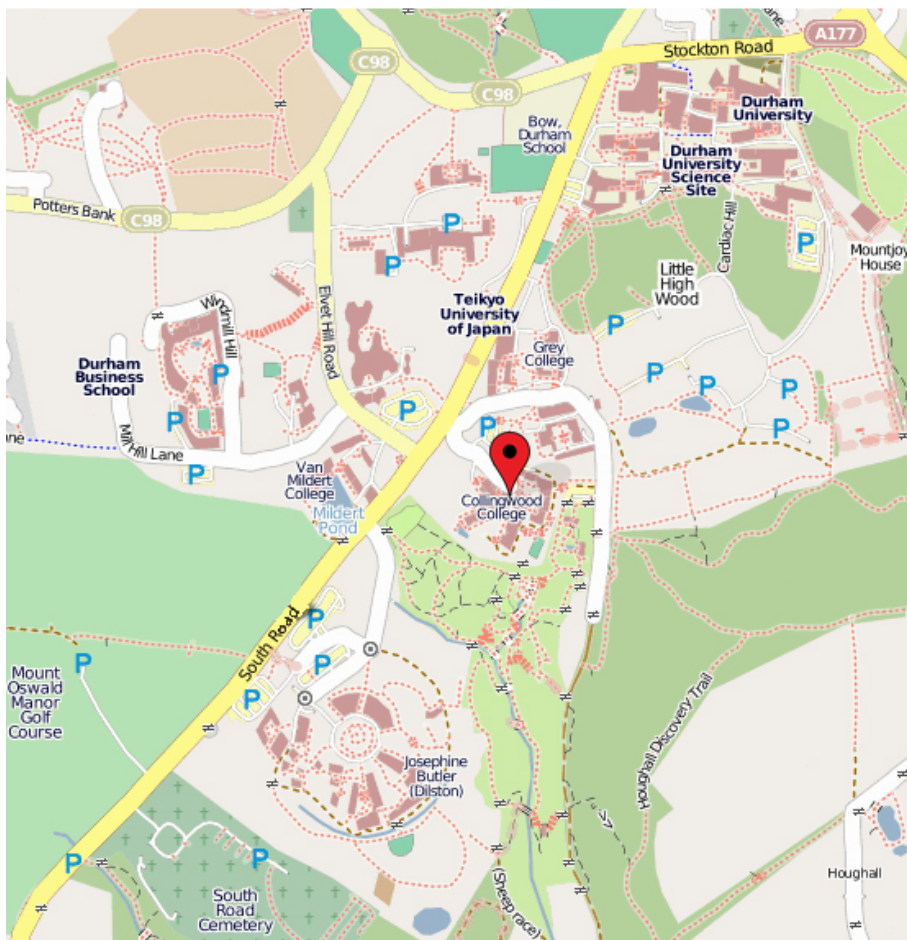 A177
Stockton Road
C98
C98
Durham
University
Bow,
Durham
School
Durham
University
Science
Site
Potters Bank
C98
P
P
P
Cardiac Hill
Mountjoy
House
Little
High
Wood
Elvet Hill Road
Windmill Hill
Teikyo
University
of Japan
P
Grey
College
Durham
Business
School
P
P
P
P
P
P
P
P
Mill Hill Lane
ane
P
Van
Mildert
College
Mildert
Pond
Collingwood
College
South Road
P
P
P
P
Mount
Oswald
Manor
Golf
Course
Houghall Discovery Trail
Josephine
Butler
(Dilston)
>>
P
P
South
Road
Cemetery
(Sheep race)
Houghall